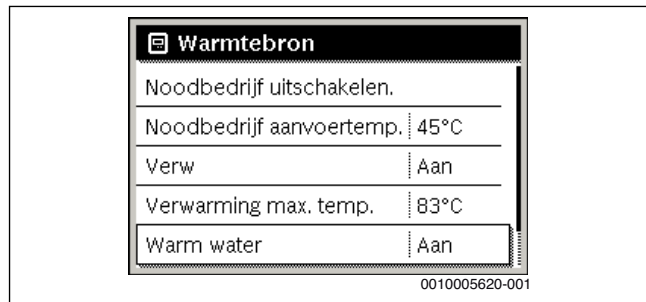 Warmtebron
Noodbedrijf uitschakelen.
Noodbedrijf aanvoertemp. 45°C
Verw Aan
Verwarming max. temp. 83°C
Warm water Aan
0010005620-001